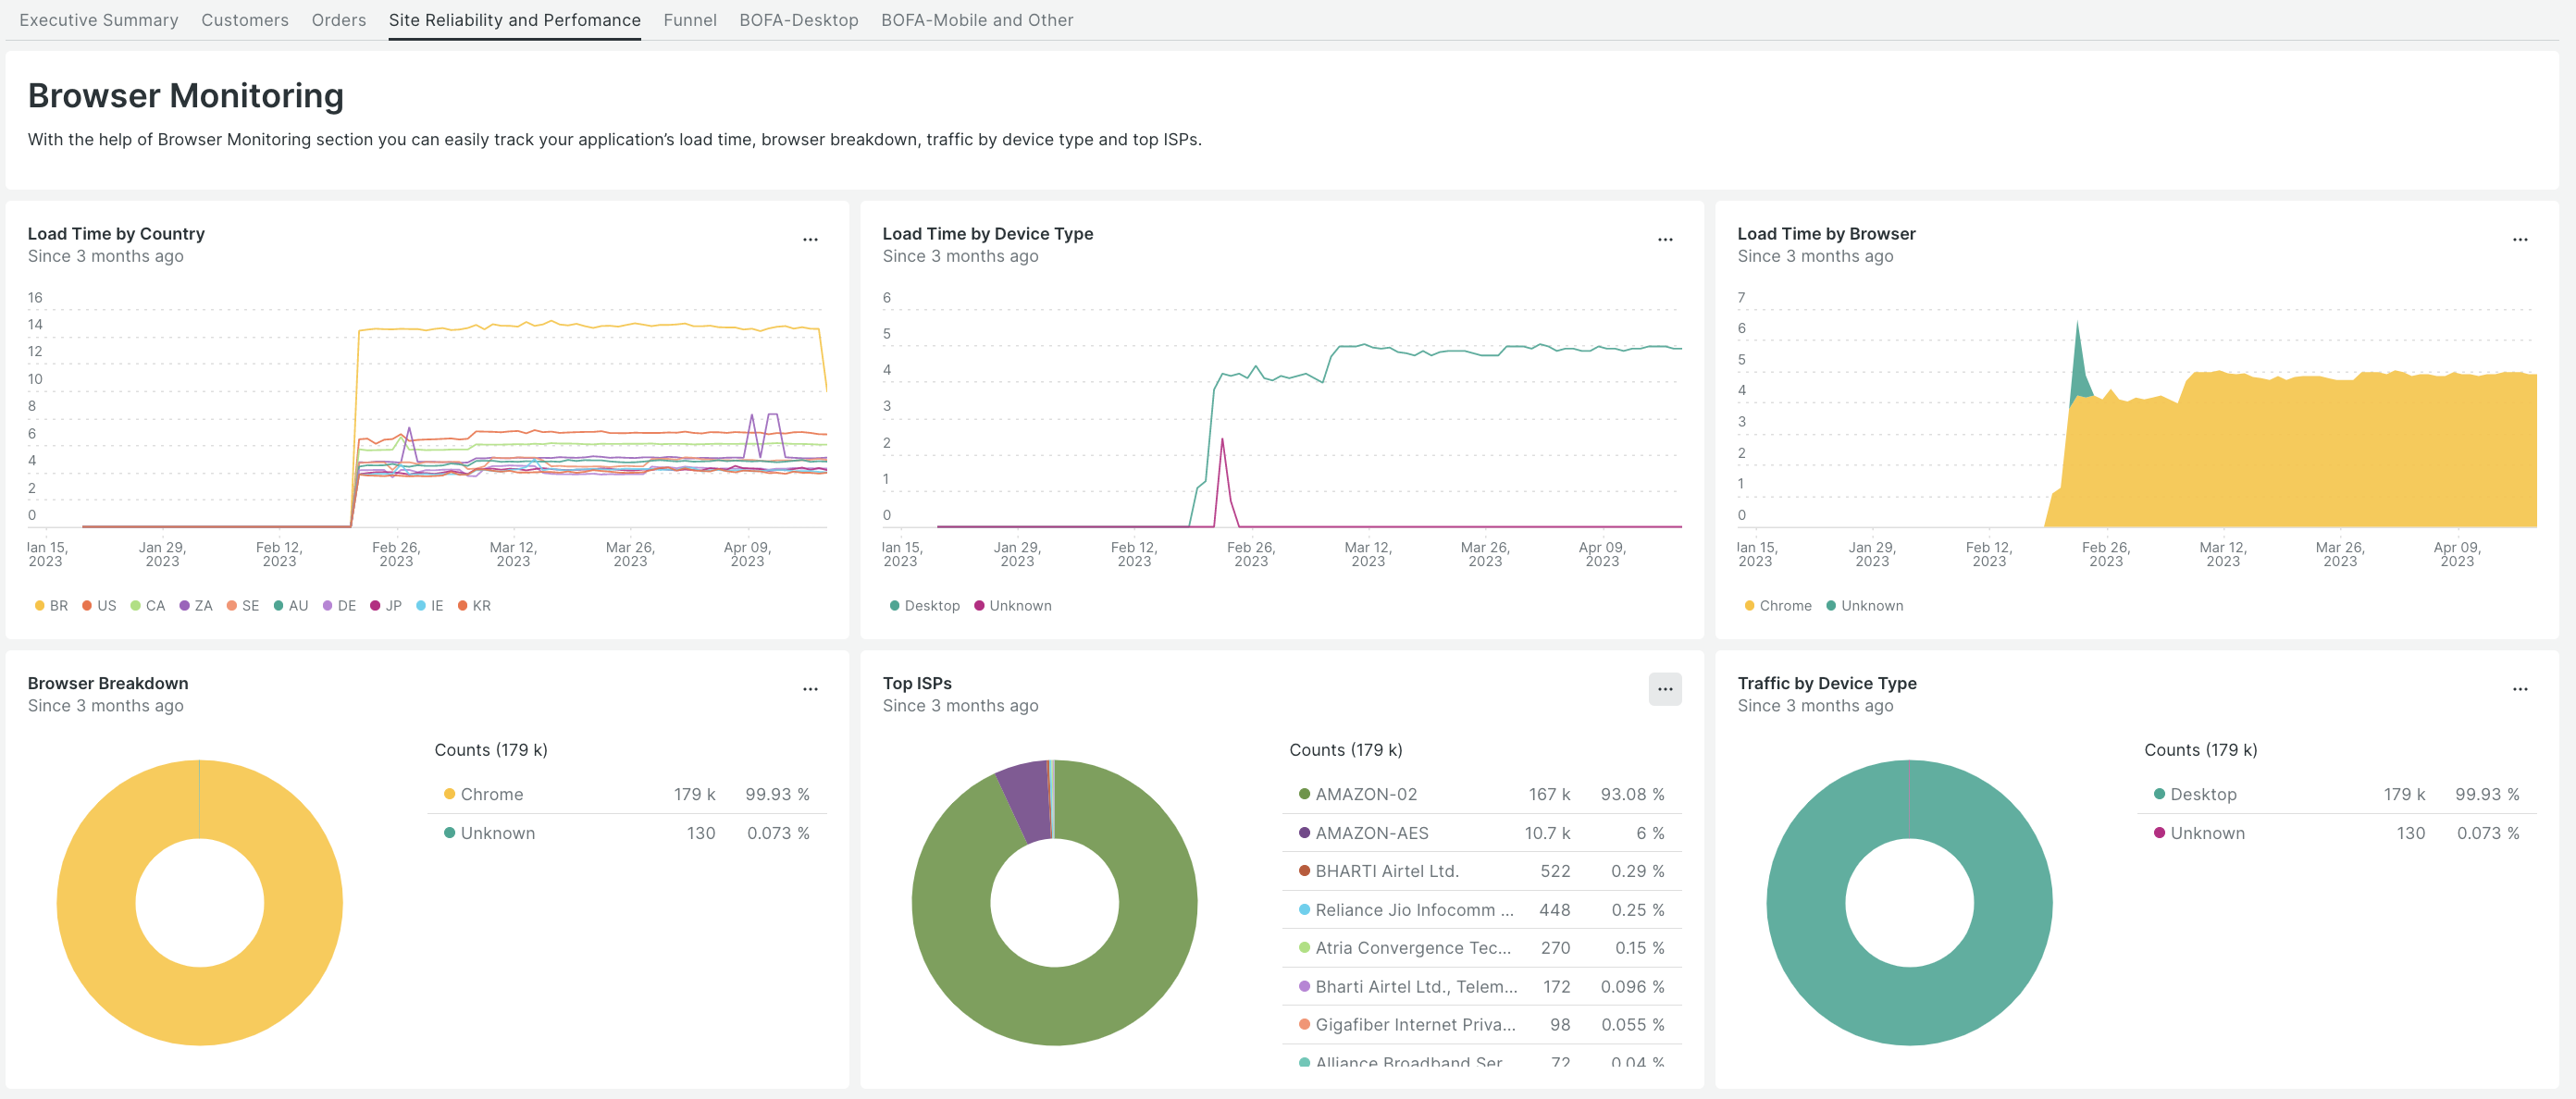 Executive Summary Customers Orders Site Reliability and Perfomance Funnel BOFA-Desktop BOFA-Mobile and Other
Browser Monitoring
With the help of Browser Monitoring section you can easily track your application’s load time, browser breakdown, traffic by device type and top ISPs.
Load Time by Country
Since 3 months ago
16
14
12
10
8
6
4
2
0
Jan 15, 2023
Jan 29, 2023
Feb 12, 2023
Feb 26, 2023
Mar 12, 2023
Mar 26, 2023
Apr 09, 2023
BR US CA ZA SE AU DE JP IE KR
Load Time by Device Type
Since 3 months ago
6
5
4
3
2
1
0
Jan 15, 2023
Jan 29, 2023
Feb 12, 2023
Feb 26, 2023
Mar 12, 2023
Mar 26, 2023
Apr 09, 2023
Desktop Unknown
Load Time by Browser
Since 3 months ago
7
6
5
4
3
2
1
0
Jan 15, 2023
Jan 29, 2023
Feb 12, 2023
Feb 26, 2023
Mar 12, 2023
Mar 26, 2023
Apr 09, 2023
Chrome Unknown
Browser Breakdown
Since 3 months ago
Counts (179 k)
Chrome 179 k 99.93 %
Unknown 130 0.073 %
Top ISPs
Since 3 months ago
Counts (179 k)
AMAZON-02 167 k 93.08 %
AMAZON-AES 10.7 k 6 %
BHARTI Airtel Ltd. 522 0.29 %
Reliance Jio Infocomm ... 448 0.25 %
Atria Convergence Tec... 270 0.15 %
Bharti Airtel Ltd., Telem... 172 0.096 %
Gigafiber Internet Priva... 98 0.055 %
Alliance Broadband Ser 72 0.04 %
Traffic by Device Type
Since 3 months ago
Counts (179 k)
Desktop 179 k 99.93 %
Unknown 130 0.073 %